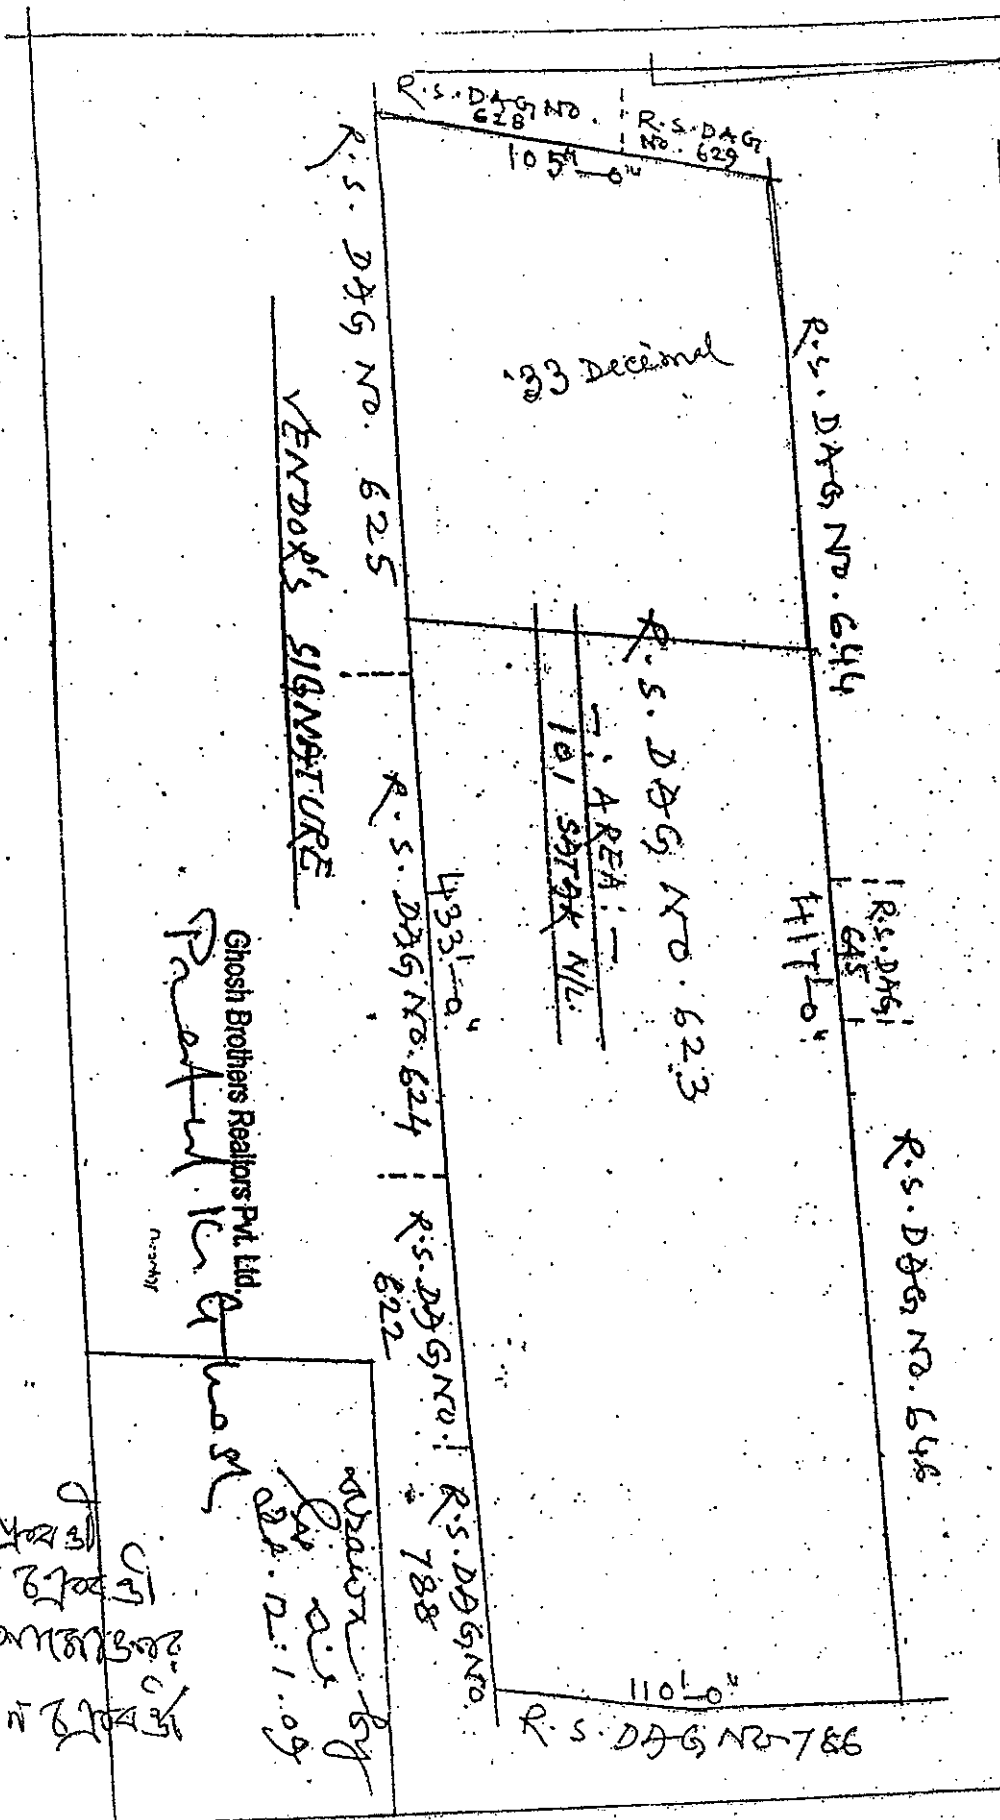 R.S. DAG NO.
628
R.S. DAG
NO. 629
105'-0"
R.S. DAG NO. 625
.33 Decimal
R.S. DAG NO. 644
VENDOR'S SIGNATURE
R.S. DAG NO. 623
-: AREA :-
101 SATAK N/L.
R.S. DAG
645
417'-0"
433'-0"
R.S. DAG NO. 624
R.S. DAG NO. 646
Ghosh Brothers Realtors Pvt. Ltd.
R.S. DAG NO.
622
R.S. DAG NO.
788
Drawn by
110'-0"
R.S. DAG NO-786